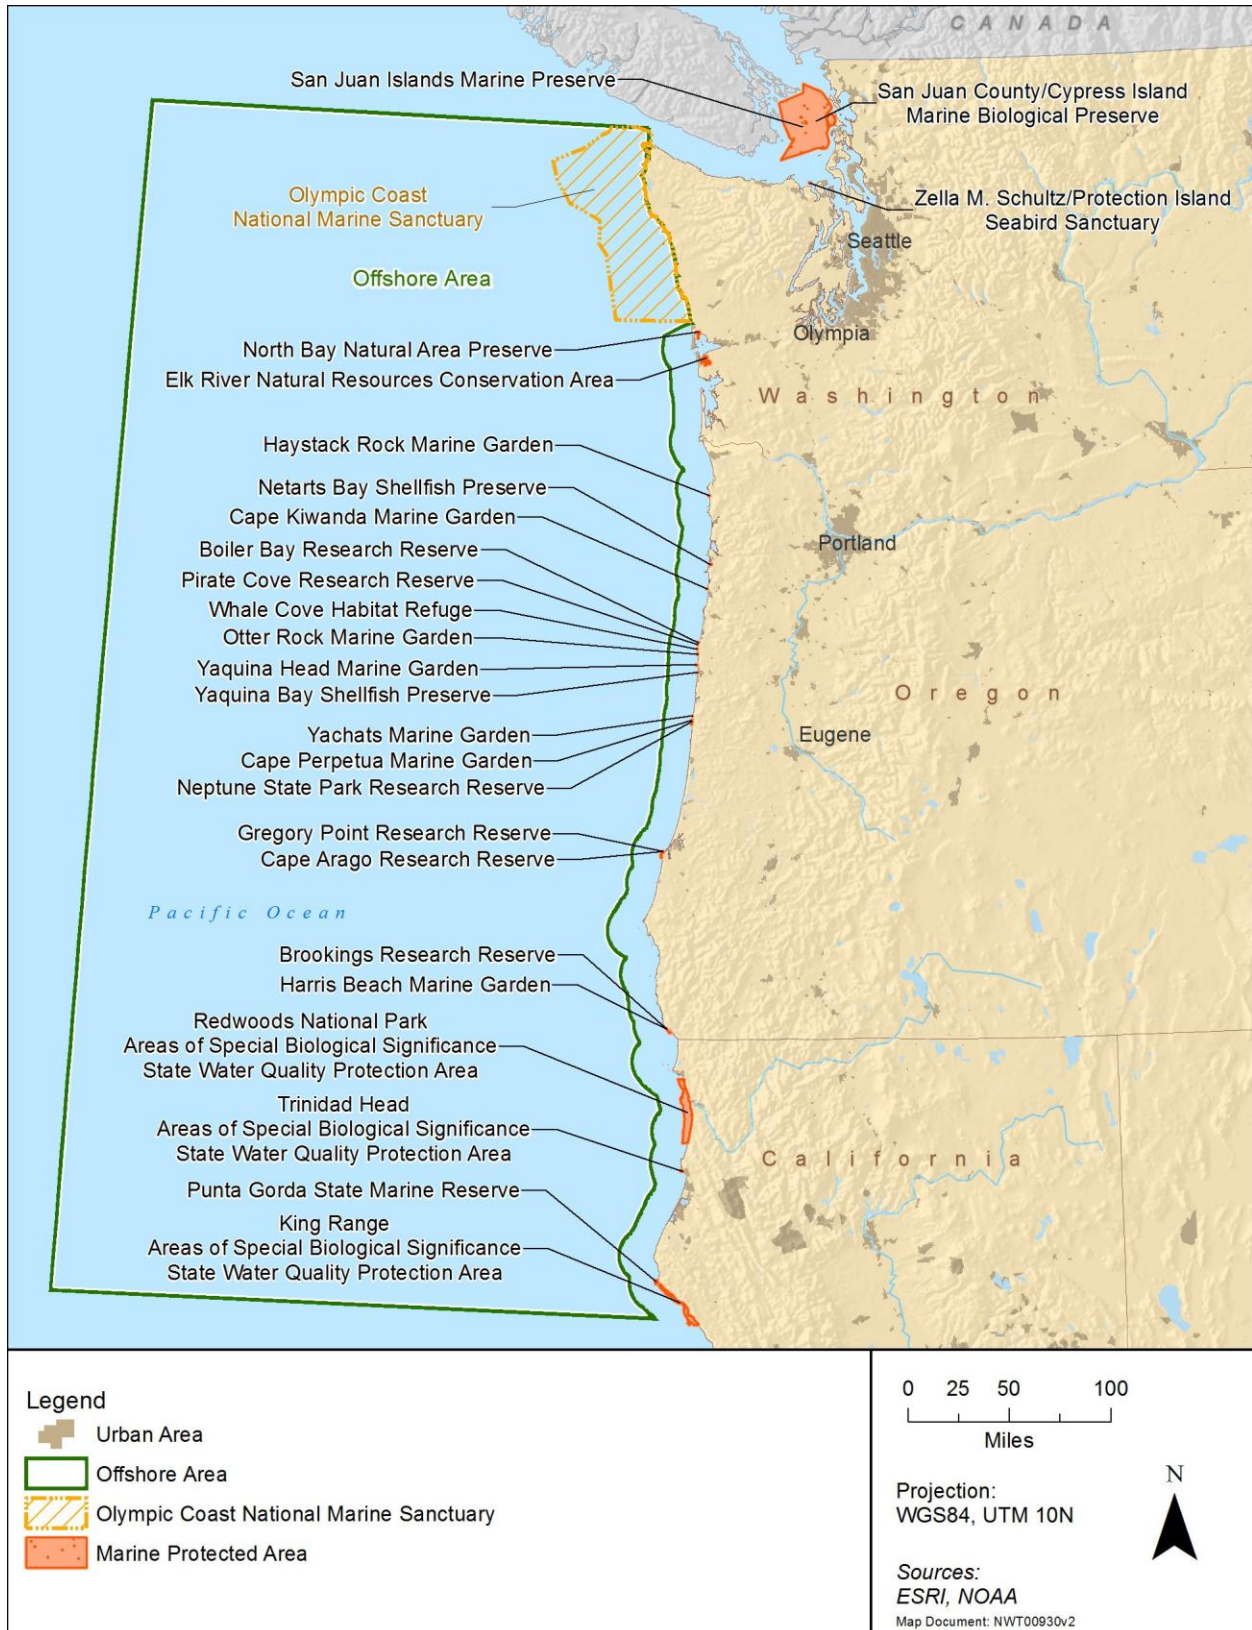 CANADA
San Juan Islands Marine Preserve
San Juan County/Cypress Island
Marine Biological Preserve
Olympic Coast
National Marine Sanctuary
Zella M. Schultz/Protection Island
Seabird Sanctuary
Seattle
Offshore Area
Olympia
North Bay Natural Area Preserve
Elk River Natural Resources Conservation Area
Washington
Haystack Rock Marine Garden
Netarts Bay Shellfish Preserve
Cape Kiwanda Marine Garden
Portland
Boiler Bay Research Reserve
Pirate Cove Research Reserve
Whale Cove Habitat Refuge
Otter Rock Marine Garden
Yaquina Head Marine Garden
Yaquina Bay Shellfish Preserve
Oregon
Yachats Marine Garden
Eugene
Cape Perpetua Marine Garden
Neptune State Park Research Reserve
Gregory Point Research Reserve
Cape Arago Research Reserve
Pacific Ocean
Brookings Research Reserve
Harris Beach Marine Garden
Redwoods National Park
Areas of Special Biological Significance
State Water Quality Protection Area
Trinidad Head
Areas of Special Biological Significance
State Water Quality Protection Area
California
Punta Gorda State Marine Reserve
King Range
Areas of Special Biological Significance
State Water Quality Protection Area
Legend
Urban Area
Offshore Area
Olympic Coast National Marine Sanctuary
Marine Protected Area
0 25 50 100
Miles
N
Projection:
WGS84, UTM 10N
Sources:
ESRI, NOAA
Map Document: NWT00930v2